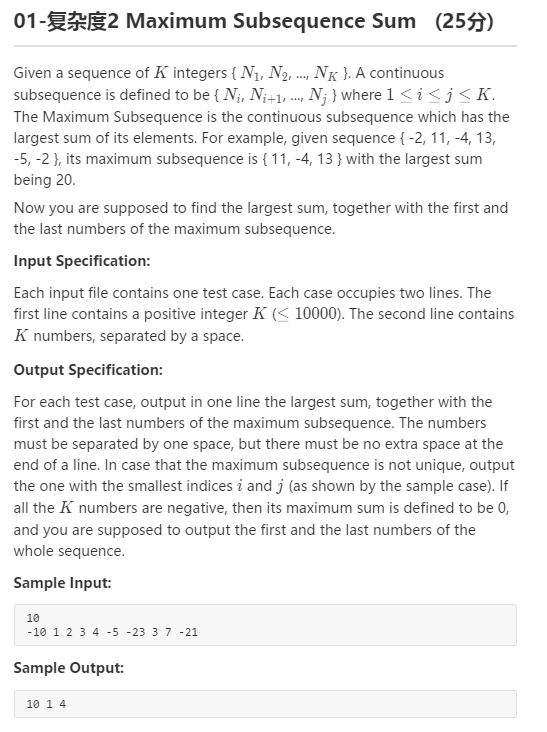 01-复杂度2 Maximum Subsequence Sum （25分）
Given a sequence of K integers { N₁, N₂, ..., N_K }. A continuous
subsequence is defined to be { Nᵢ, Nᵢ₊₁, ..., Nⱼ } where 1 ≤ i ≤ j ≤ K.
The Maximum Subsequence is the continuous subsequence which has the
largest sum of its elements. For example, given sequence { -2, 11, -4, 13,
-5, -2 }, its maximum subsequence is { 11, -4, 13 } with the largest sum
being 20.
Now you are supposed to find the largest sum, together with the first and
the last numbers of the maximum subsequence.
Input Specification:
Each input file contains one test case. Each case occupies two lines. The
first line contains a positive integer K (≤ 10000). The second line contains
K numbers, separated by a space.
Output Specification:
For each test case, output in one line the largest sum, together with the
first and the last numbers of the maximum subsequence. The numbers
must be separated by one space, but there must be no extra space at the
end of a line. In case that the maximum subsequence is not unique, output
the one with the smallest indices i and j (as shown by the sample case). If
all the K numbers are negative, then its maximum sum is defined to be 0,
and you are supposed to output the first and the last numbers of the
whole sequence.
Sample Input:
10
-10 1 2 3 4 -5 -23 3 7 -21
Sample Output:
10 1 4